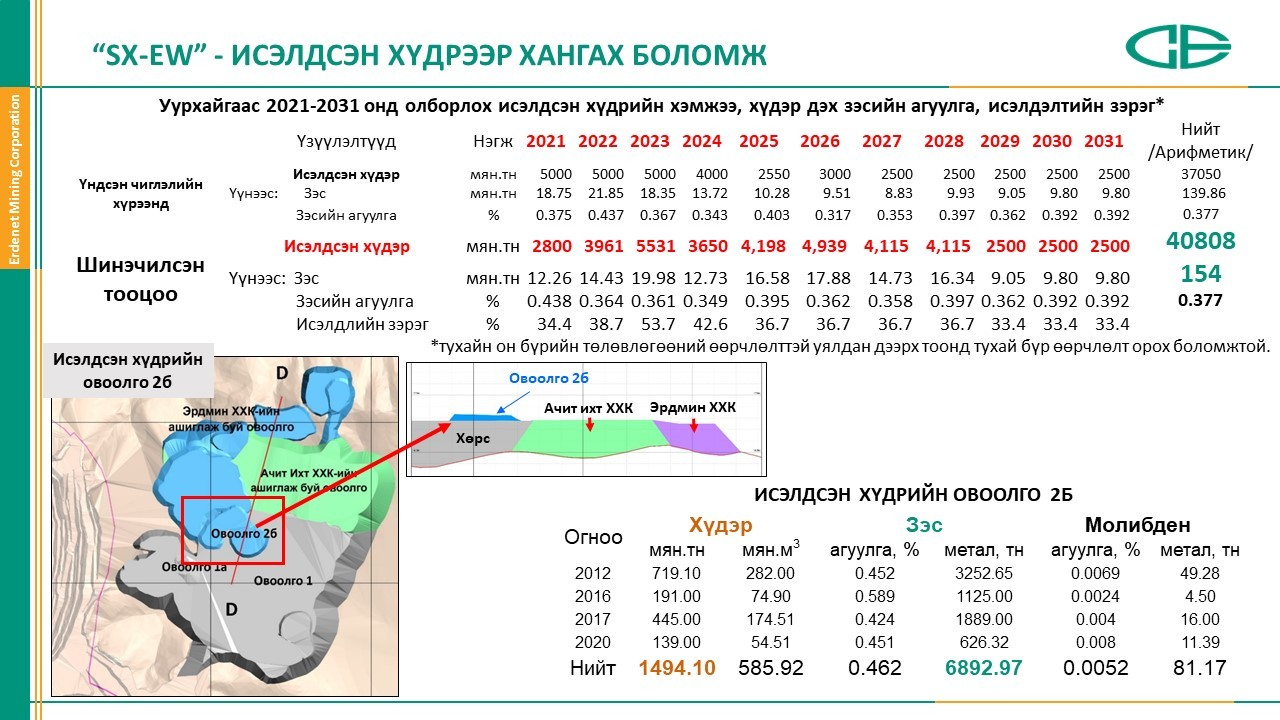 “SX-EW” - ИСЭЛДСЭН ХҮДРЭЭР ХАНГАХ БОЛОМЖ
Erdenet Mining Corporation
Уурхайгаас 2021-2031 онд олборлох исэлдсэн хүдрийн хэмжээ, хүдэр дэх зэсийн агуулга, исэлдэлтийн зэрэг*
Үзүүлэлтүүд Нэгж 2021 2022 2023 2024 2025 2026 2027 2028 2029 2030 2031 Нийт /Арифметик/
Үндсэн чиглэлийн хүрээнд
Исэлдсэн хүдэр мян.тн 5000 5000 5000 4000 2550 3000 2500 2500 2500 2500 2500 37050
Үүнээс: Зэс мян.тн 18.75 21.85 18.35 13.72 10.28 9.51 8.83 9.93 9.05 9.80 9.80 139.86
Зэсийн агуулга % 0.375 0.437 0.367 0.343 0.403 0.317 0.353 0.397 0.362 0.392 0.392 0.377
Шинэчилсэн тооцоо
Исэлдсэн хүдэр мян.тн 2800 3961 5531 3650 4,198 4,939 4,115 4,115 2500 2500 2500 40808
Үүнээс: Зэс мян.тн 12.26 14.43 19.98 12.73 16.58 17.88 14.73 16.34 9.05 9.80 9.80 154
Зэсийн агуулга % 0.438 0.364 0.361 0.349 0.395 0.362 0.358 0.397 0.362 0.392 0.392 0.377
Исэлдлийн зэрэг % 34.4 38.7 53.7 42.6 36.7 36.7 36.7 36.7 33.4 33.4 33.4
*тухайн он бүрийн төлөвлөгөөний өөрчлөлттэй уялдан дээрх тоонд тухай бүр өөрчлөлт орох боломжтой.
Исэлдсэн хүдрийн
овоолго 2б
D
Эрдмин ХХК-ийн
ашиглаж буй овоолго
Ачит Ихт ХХК-ийн
ашиглаж буй овоолго
Овоолго 2б
Овоолго 1а
Овоолго 1
D
Овоолго 2б
Ачит ихт ХХК Эрдмин ХХК
Хөрс
ИСЭЛДСЭН ХҮДРИЙН ОВООЛГО 2Б
Огноо Хүдэр Зэс Молибден
мян.тн мян.м3 агуулга, % метал, тн агуулга, % метал, тн
2012 719.10 282.00 0.452 3252.65 0.0069 49.28
2016 191.00 74.90 0.589 1125.00 0.0024 4.50
2017 445.00 174.51 0.424 1889.00 0.004 16.00
2020 139.00 54.51 0.451 626.32 0.008 11.39
Нийт 1494.10 585.92 0.462 6892.97 0.0052 81.17